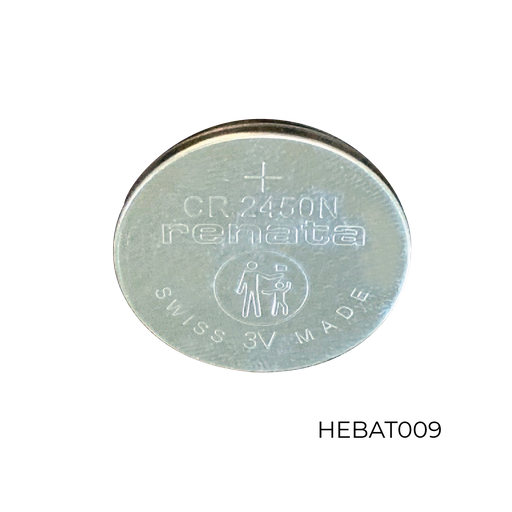 +
CR 2450N
renata
SWISS 3V MADE
HEBAT009